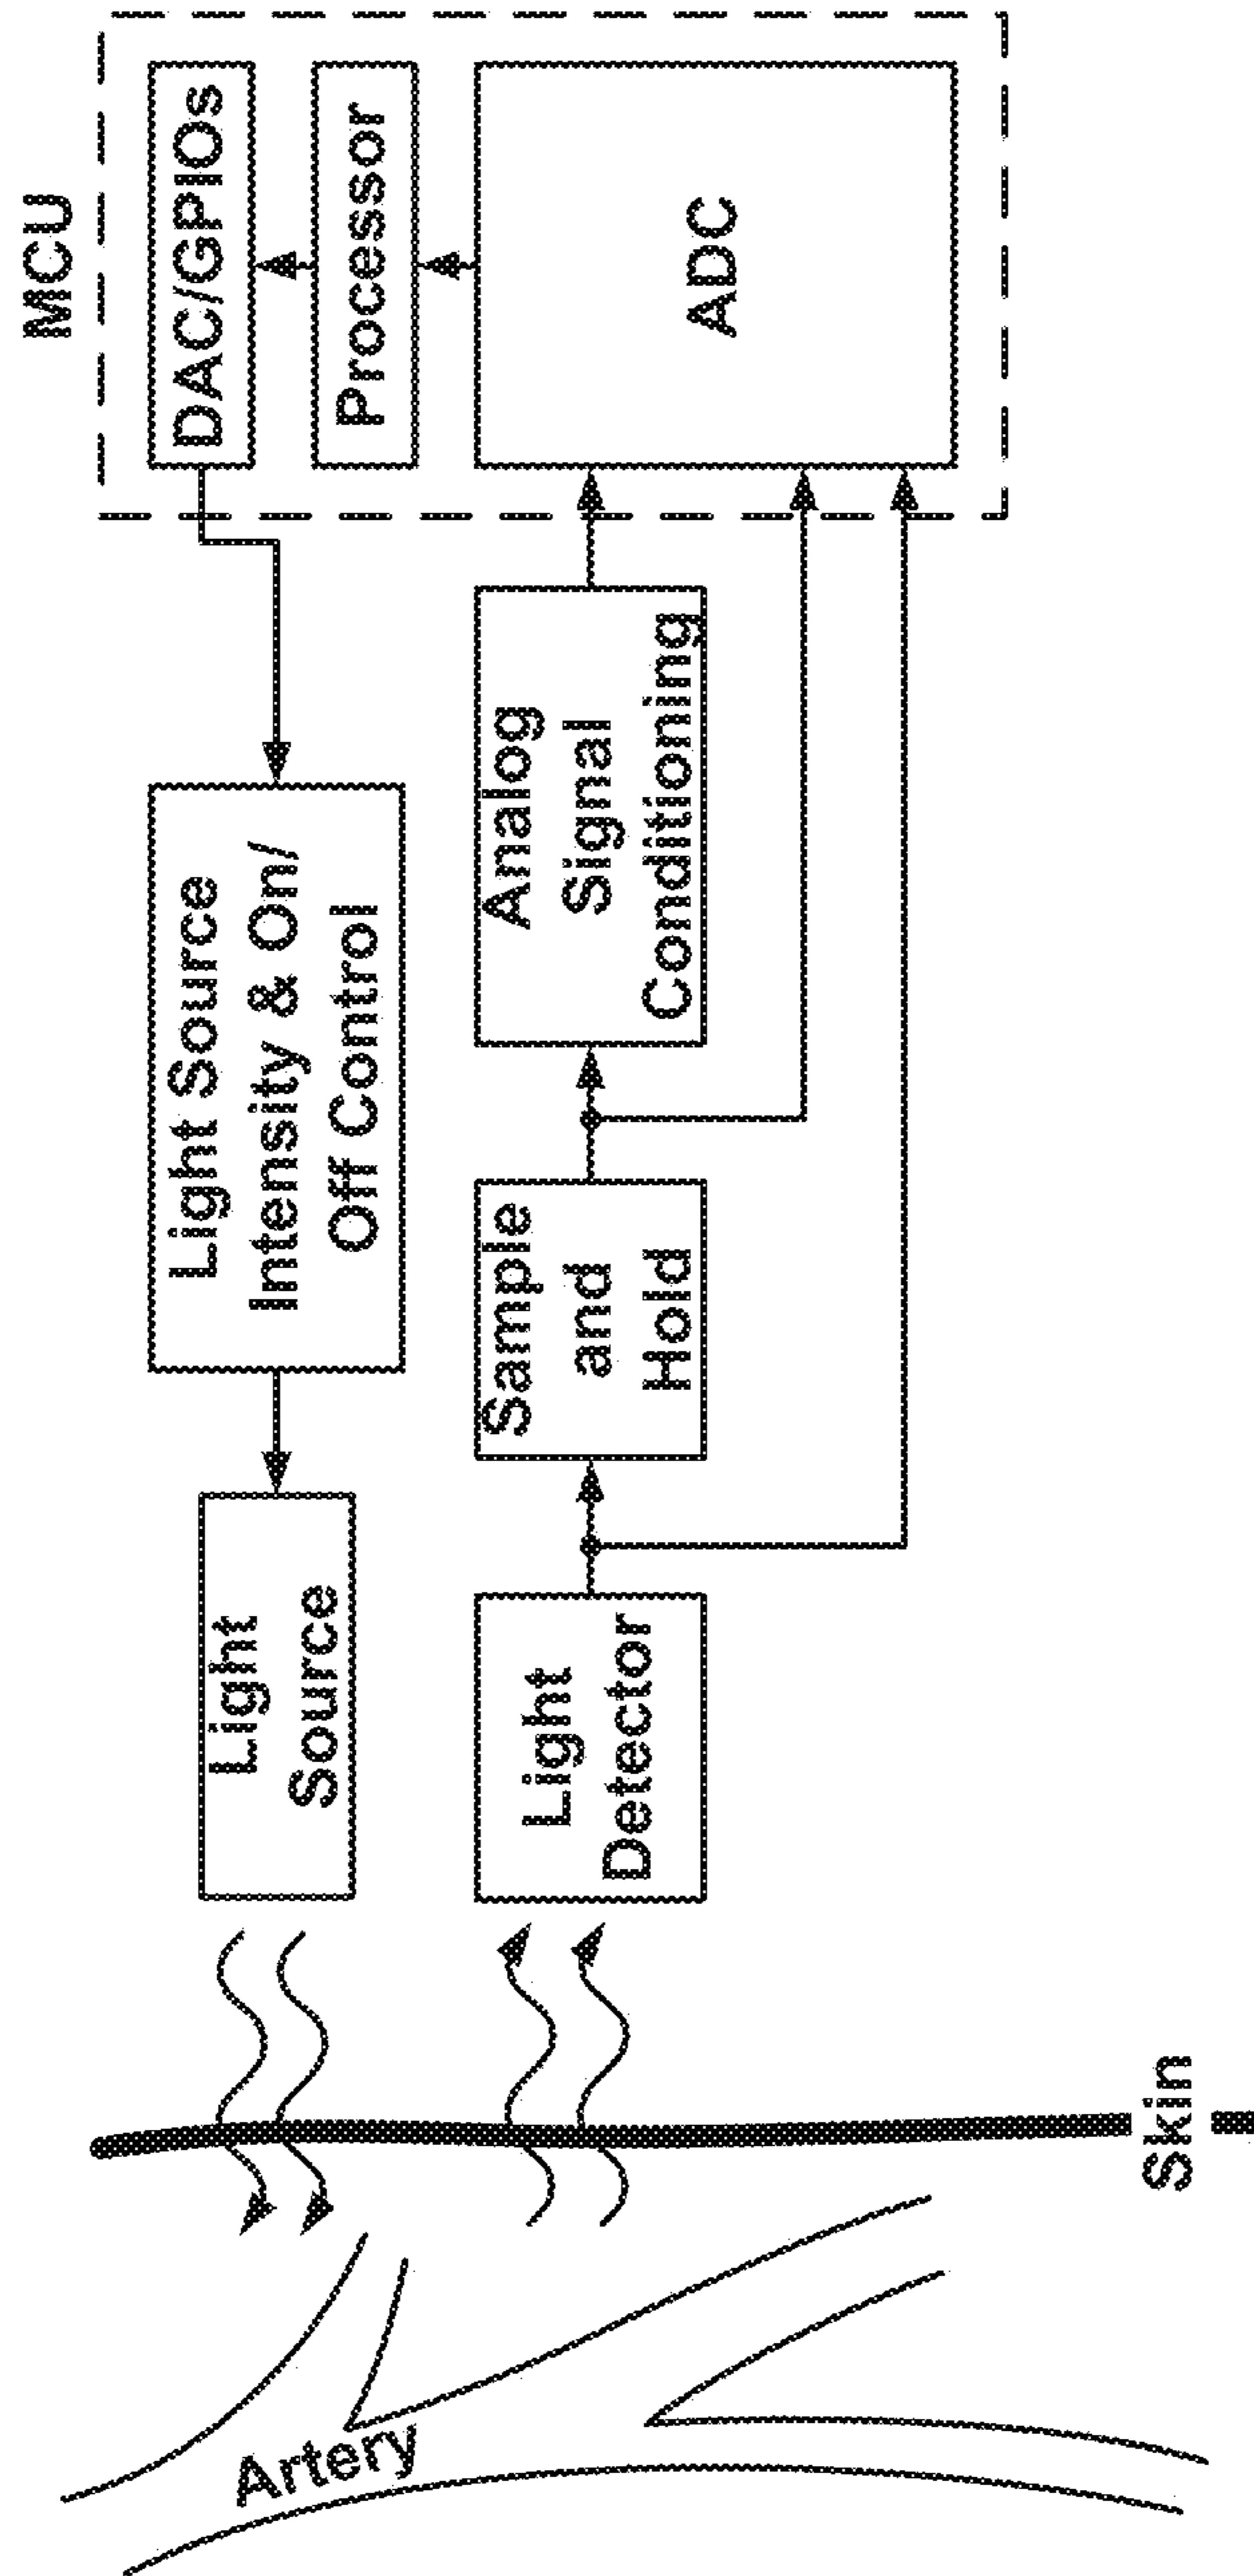 MCU
DAC/GPIOs
Processor
ADC
Light Source
Intensity & On/
Off Control
Analog
Signal
Conditioning
Sample
and
Hold
Light
Source
Light
Detector
Skin
Artery